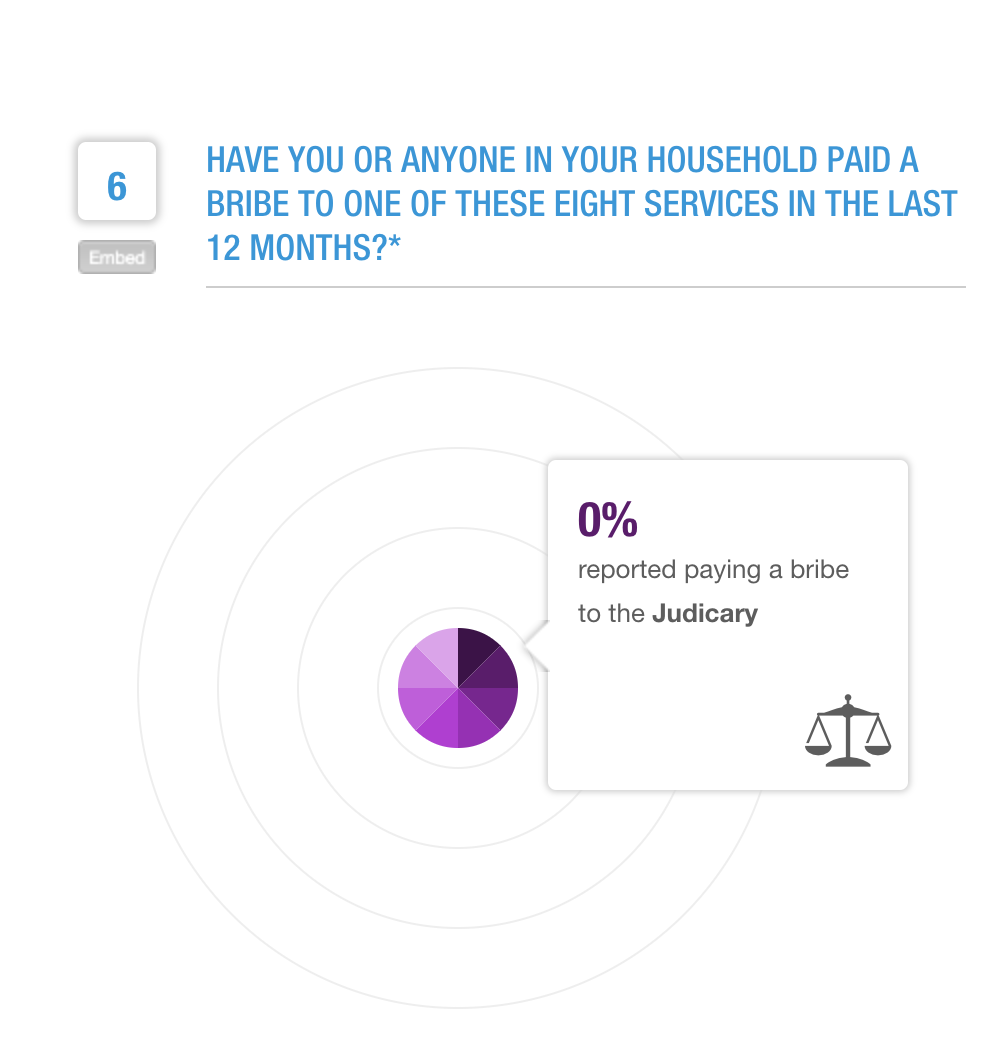 6
HAVE YOU OR ANYONE IN YOUR HOUSEHOLD PAID A
BRIBE TO ONE OF THESE EIGHT SERVICES IN THE LAST
12 MONTHS?*
Embed
0%
reported paying a bribe
to the Judicary